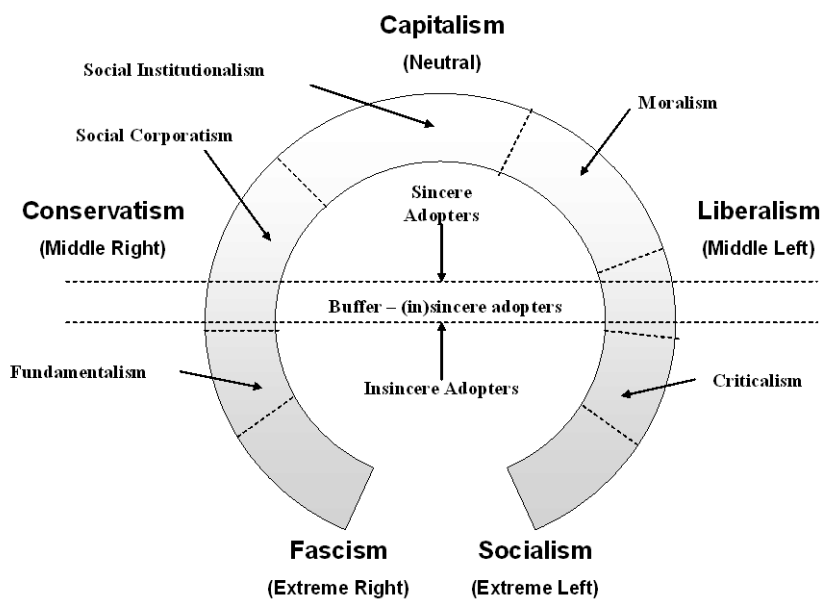 Capitalism
(Neutral)
Social Institutionalism
Moralism
Social Corporatism
Sincere
Adopters
Conservatism
(Middle Right)
Liberalism
(Middle Left)
Buffer – (in)sincere adopters
Fundamentalism
Insincere Adopters
Criticalism
Fascism
(Extreme Right)
Socialism
(Extreme Left)